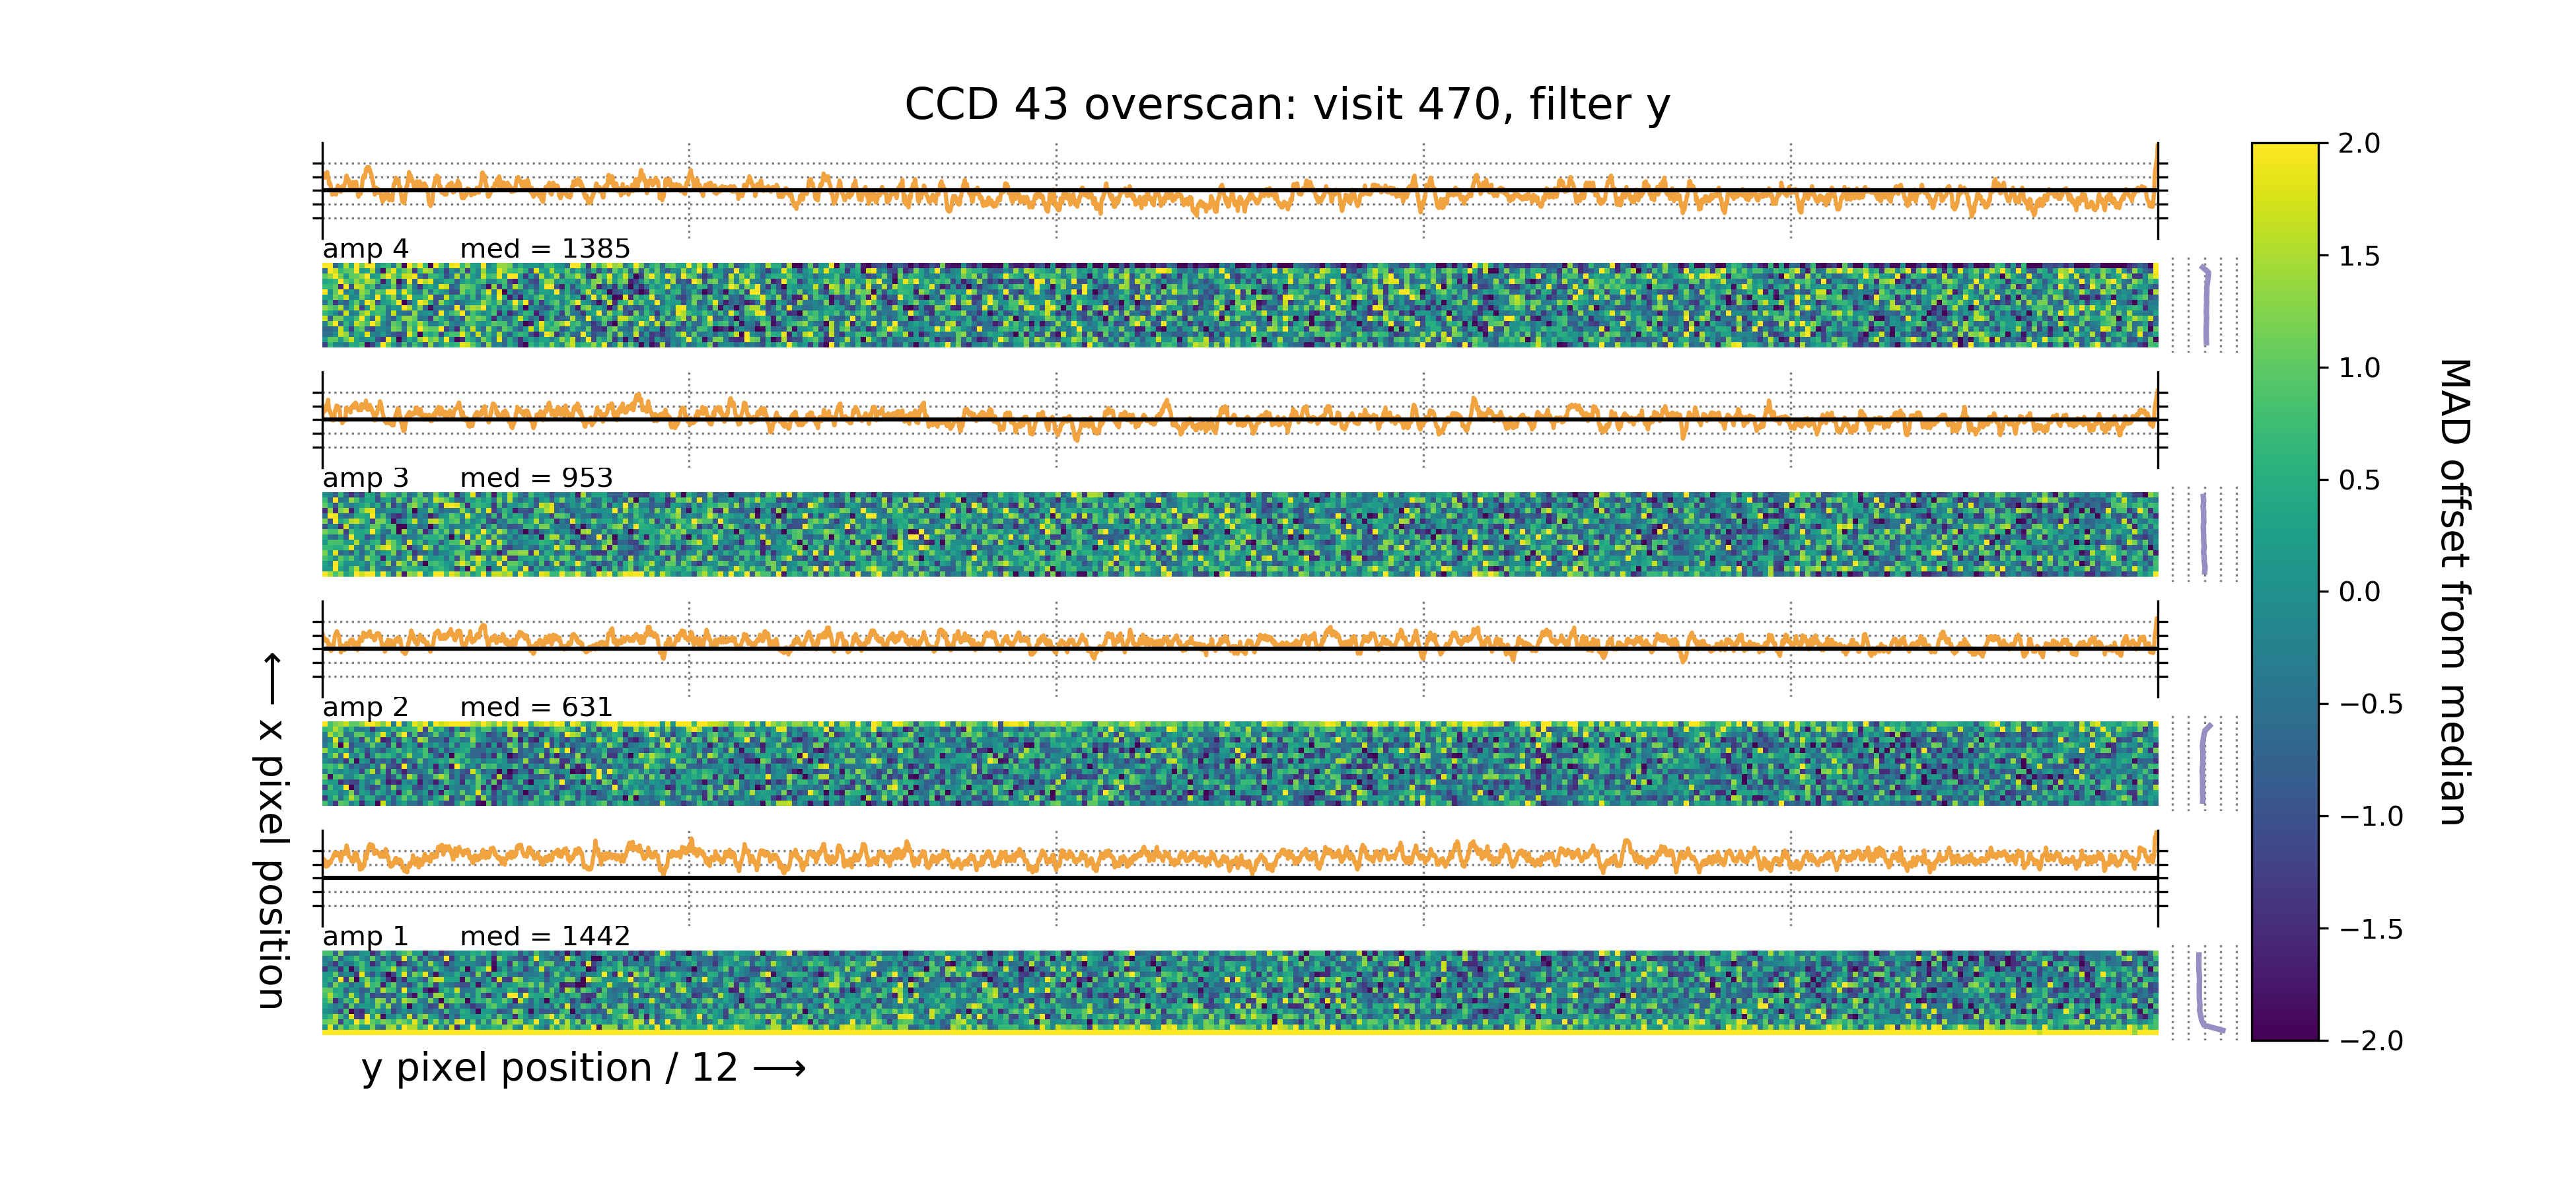 CCD 43 overscan: visit 470, filter y
amp 4 med = 1385
amp 3 med = 953
amp 2 med = 631
amp 1 med = 1442
y pixel position / 12 ⟶
⟵ x pixel position
2.0
1.5
1.0
0.5
0.0
−0.5
−1.0
−1.5
−2.0
MAD offset from median